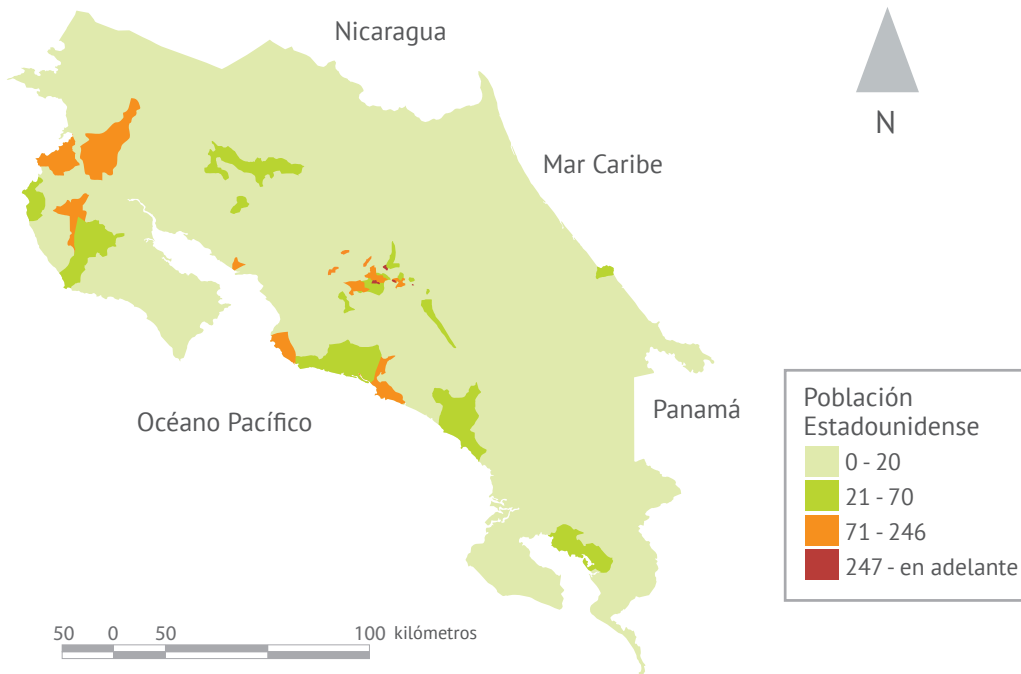 Nicaragua
N
Mar Caribe
Océano Pacífico
Panamá
Población
Estadounidense
0 - 20
21 - 70
71 - 246
247 - en adelante
50 0 50 100 kilómetros